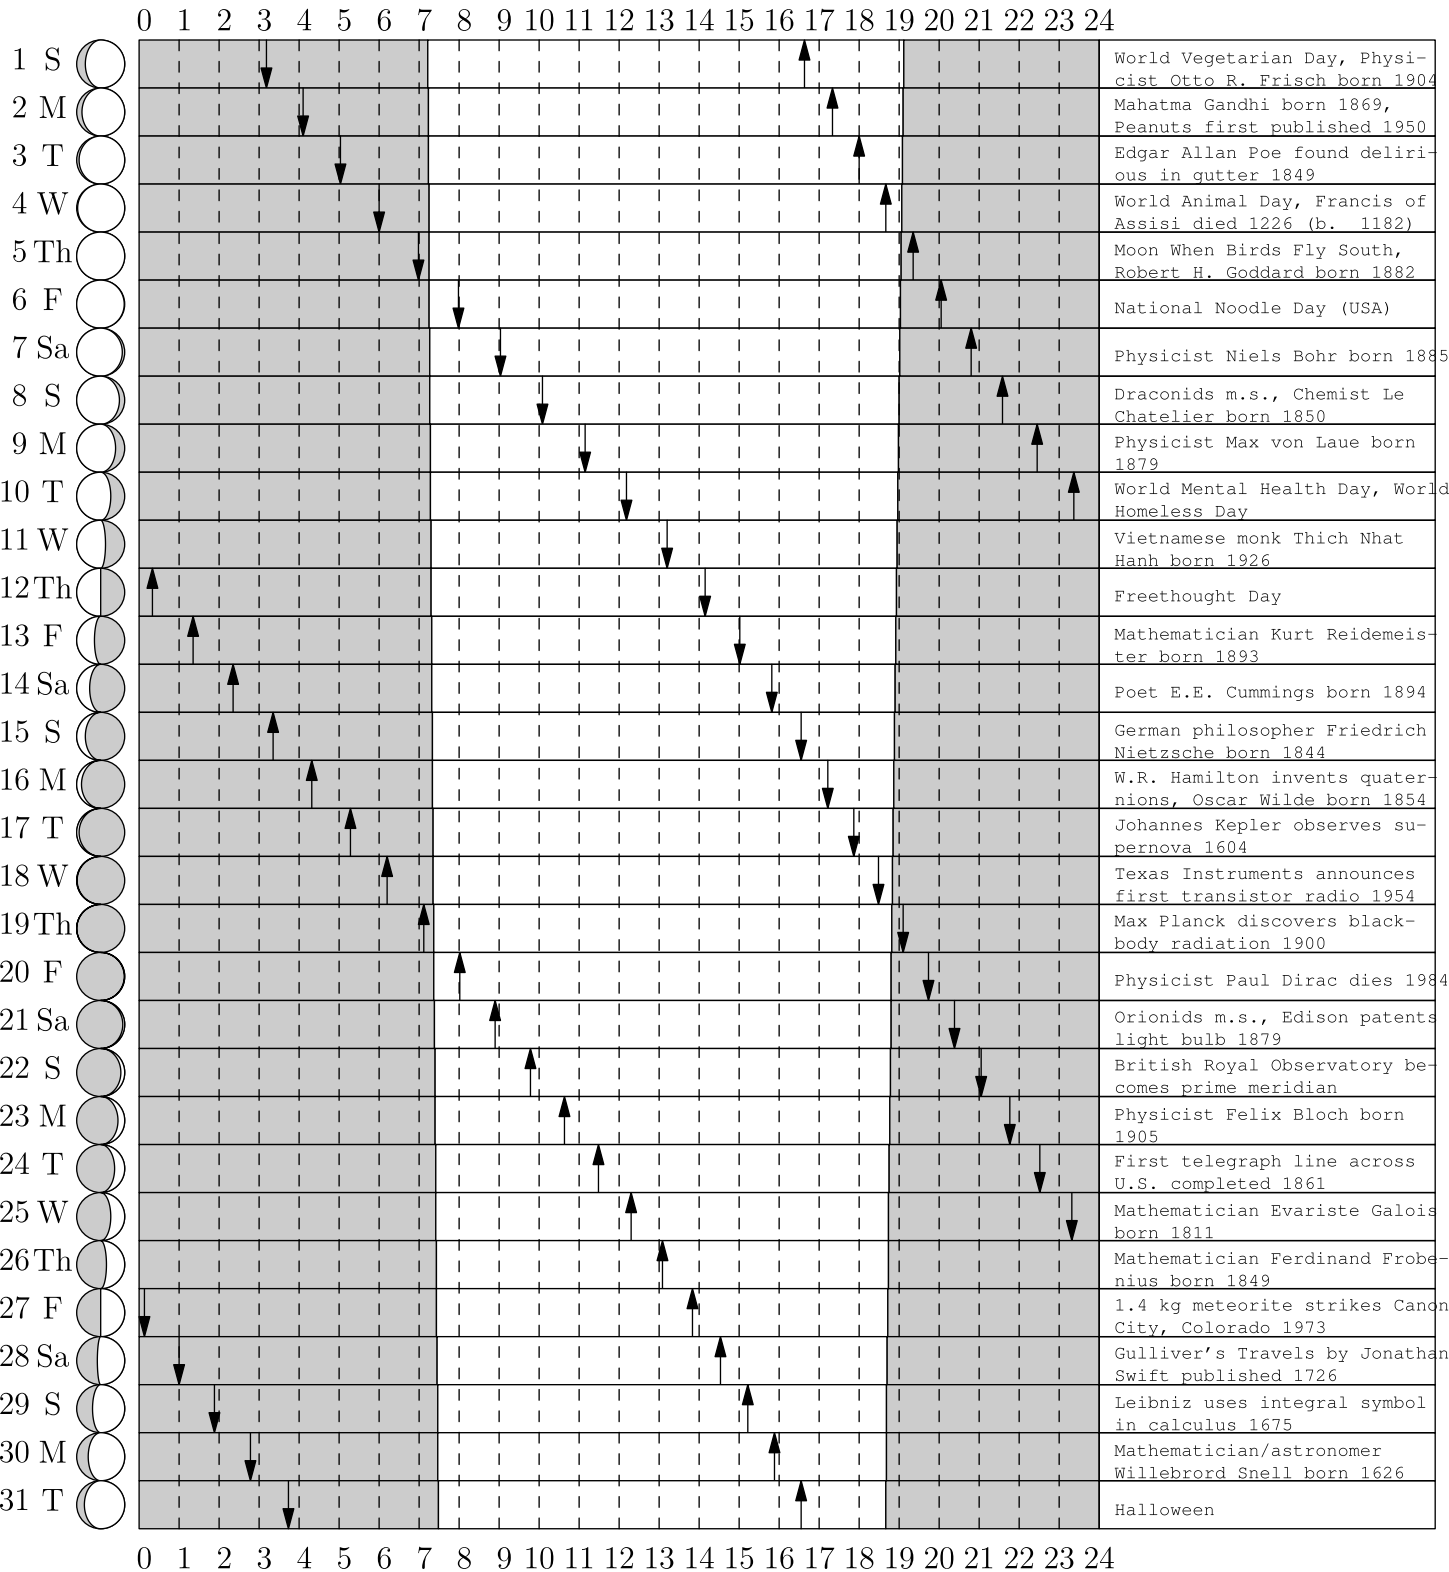 0 1 2 3 4 5 6 7 8 9 10 11 12 13 14 15 16 17 18 19 20 21 22 23 24
1 S World Vegetarian Day, Physi-
cist Otto R. Frisch born 1904
2 M Mahatma Gandhi born 1869,
Peanuts first published 1950
3 T Edgar Allan Poe found deliri-
ous in gutter 1849
4 W World Animal Day, Francis of
Assisi died 1226 (b. 1182)
5 Th Moon When Birds Fly South,
Robert H. Goddard born 1882
6 F National Noodle Day (USA)
7 Sa Physicist Niels Bohr born 1885
8 S Draconids m.s., Chemist Le
Chatelier born 1850
9 M Physicist Max von Laue born
1879
10 T World Mental Health Day, World
Homeless Day
11 W Vietnamese monk Thich Nhat
Hanh born 1926
12 Th Freethought Day
13 F Mathematician Kurt Reidemeis-
ter born 1893
14 Sa Poet E.E. Cummings born 1894
15 S German philosopher Friedrich
Nietzsche born 1844
16 M W.R. Hamilton invents quater-
nions, Oscar Wilde born 1854
17 T Johannes Kepler observes su-
pernova 1604
18 W Texas Instruments announces
first transistor radio 1954
19 Th Max Planck discovers black-
body radiation 1900
20 F Physicist Paul Dirac dies 1984
21 Sa Orionids m.s., Edison patents
light bulb 1879
22 S British Royal Observatory be-
comes prime meridian
23 M Physicist Felix Bloch born
1905
24 T First telegraph line across
U.S. completed 1861
25 W Mathematician Evariste Galois
born 1811
26 Th Mathematician Ferdinand Frobe-
nius born 1849
27 F 1.4 kg meteorite strikes Canon
City, Colorado 1973
28 Sa Gulliver's Travels by Jonathan
Swift published 1726
29 S Leibniz uses integral symbol
in calculus 1675
30 M Mathematician/astronomer
Willebrord Snell born 1626
31 T Halloween
0 1 2 3 4 5 6 7 8 9 10 11 12 13 14 15 16 17 18 19 20 21 22 23 24